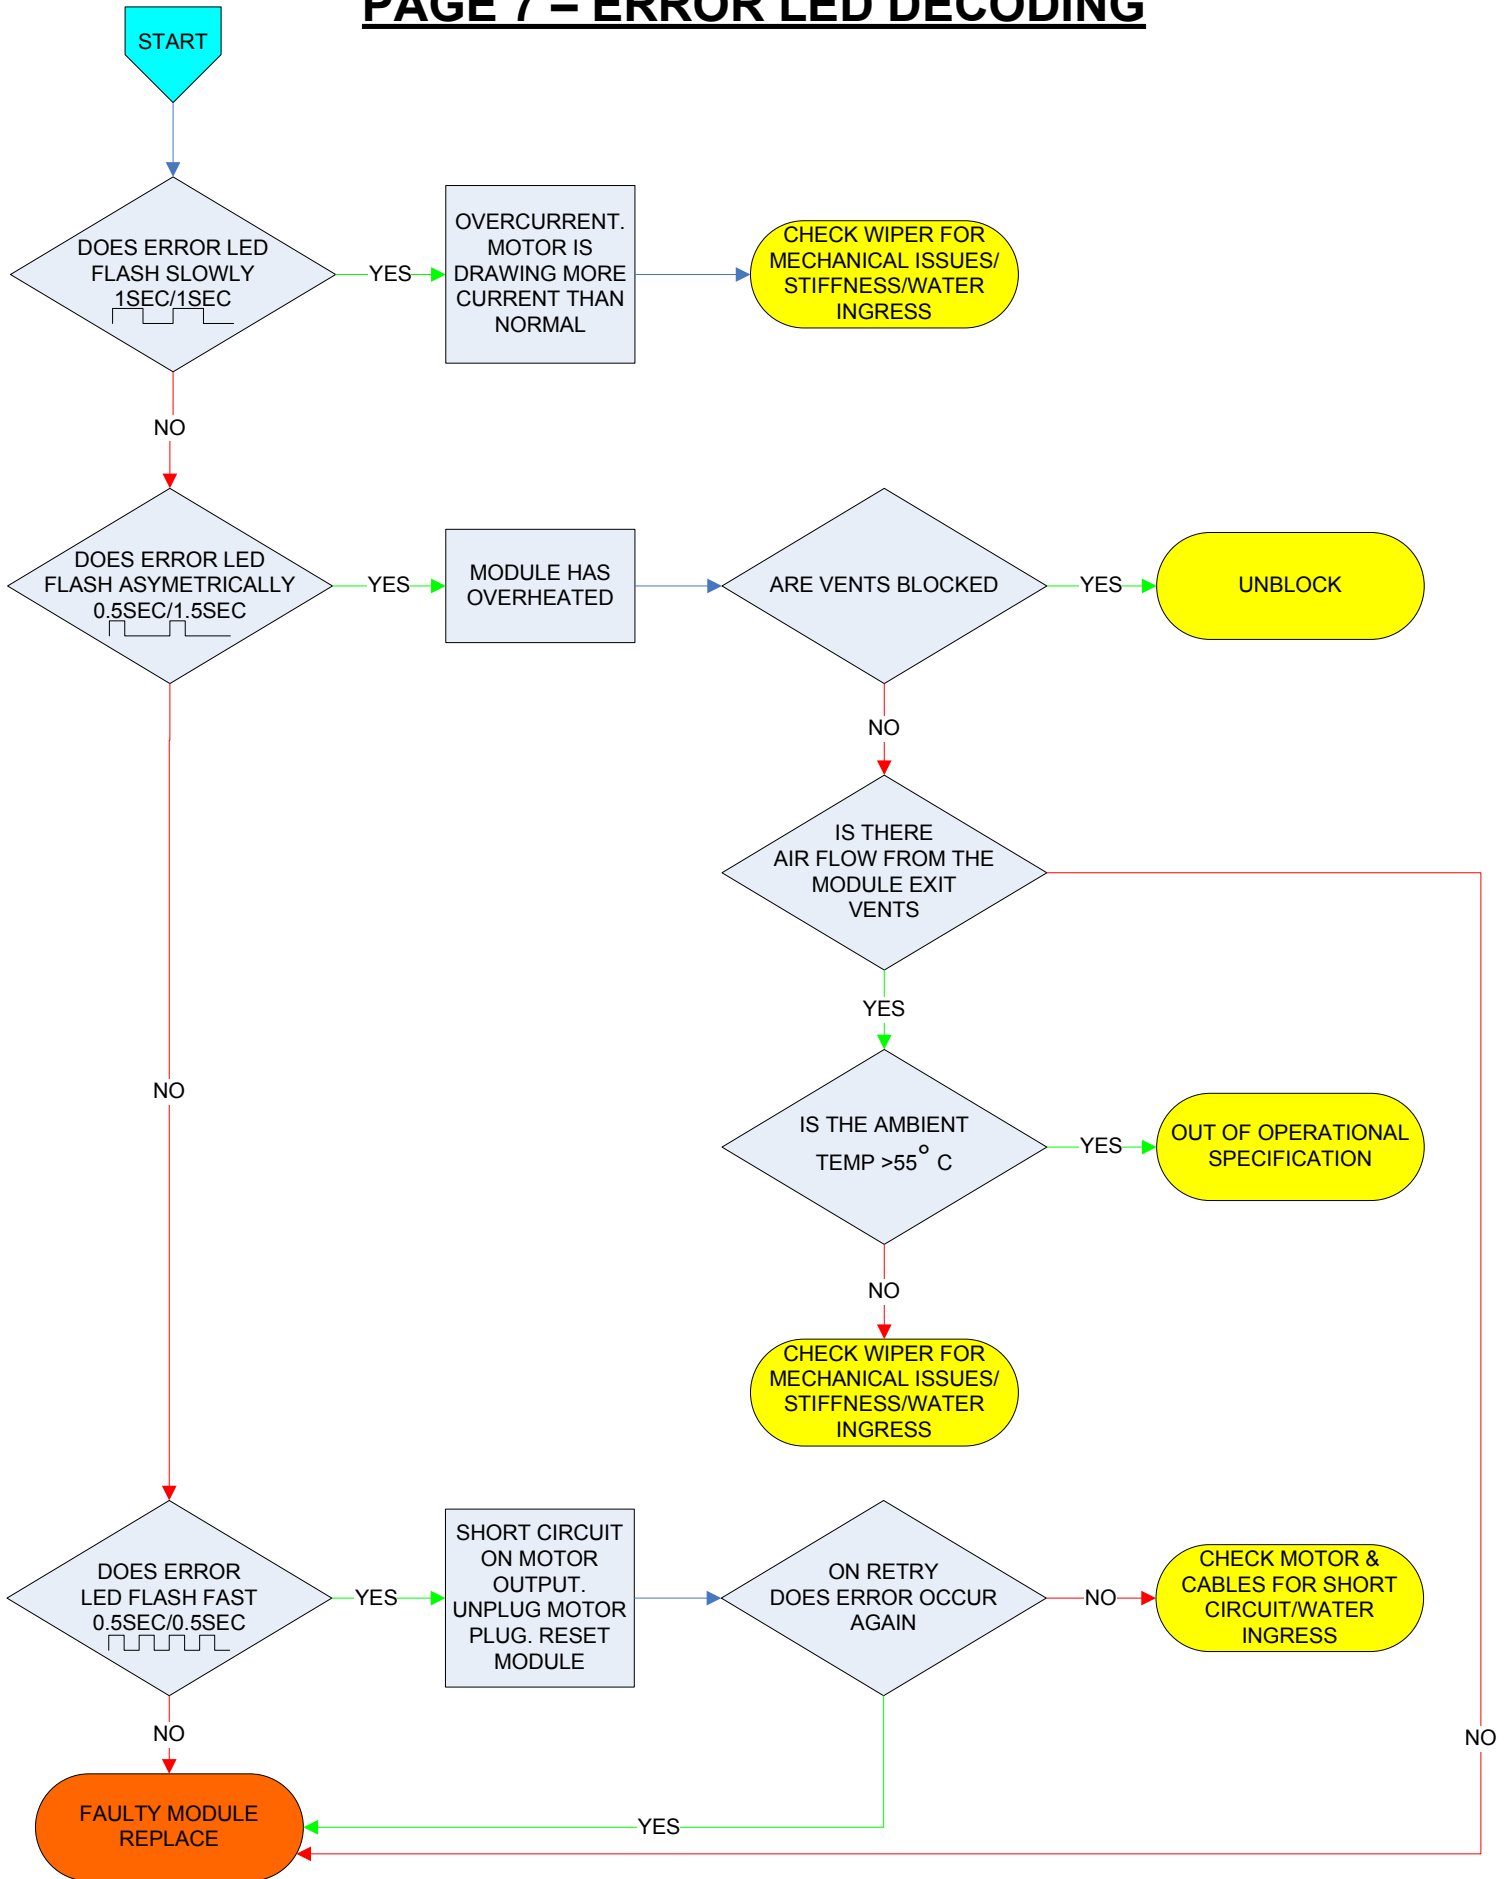 PAGE 7 – ERROR LED DECODING
START
DOES ERROR LED
FLASH SLOWLY
1SEC/1SEC
YES
OVERCURRENT.
MOTOR IS
DRAWING MORE
CURRENT THAN
NORMAL
CHECK WIPER FOR
MECHANICAL ISSUES/
STIFFNESS/WATER
INGRESS
NO
DOES ERROR LED
FLASH ASYMETRICALLY
0.5SEC/1.5SEC
YES
MODULE HAS
OVERHEATED
ARE VENTS BLOCKED
YES
UNBLOCK
NO
IS THERE
AIR FLOW FROM THE
MODULE EXIT
VENTS
YES
NO
IS THE AMBIENT
TEMP >55° C
YES
OUT OF OPERATIONAL
SPECIFICATION
NO
CHECK WIPER FOR
MECHANICAL ISSUES/
STIFFNESS/WATER
INGRESS
DOES ERROR
LED FLASH FAST
0.5SEC/0.5SEC
YES
SHORT CIRCUIT
ON MOTOR
OUTPUT.
UNPLUG MOTOR
PLUG. RESET
MODULE
ON RETRY
DOES ERROR OCCUR
AGAIN
NO
CHECK MOTOR &
CABLES FOR SHORT
CIRCUIT/WATER
INGRESS
NO
NO
FAULTY MODULE
REPLACE
YES